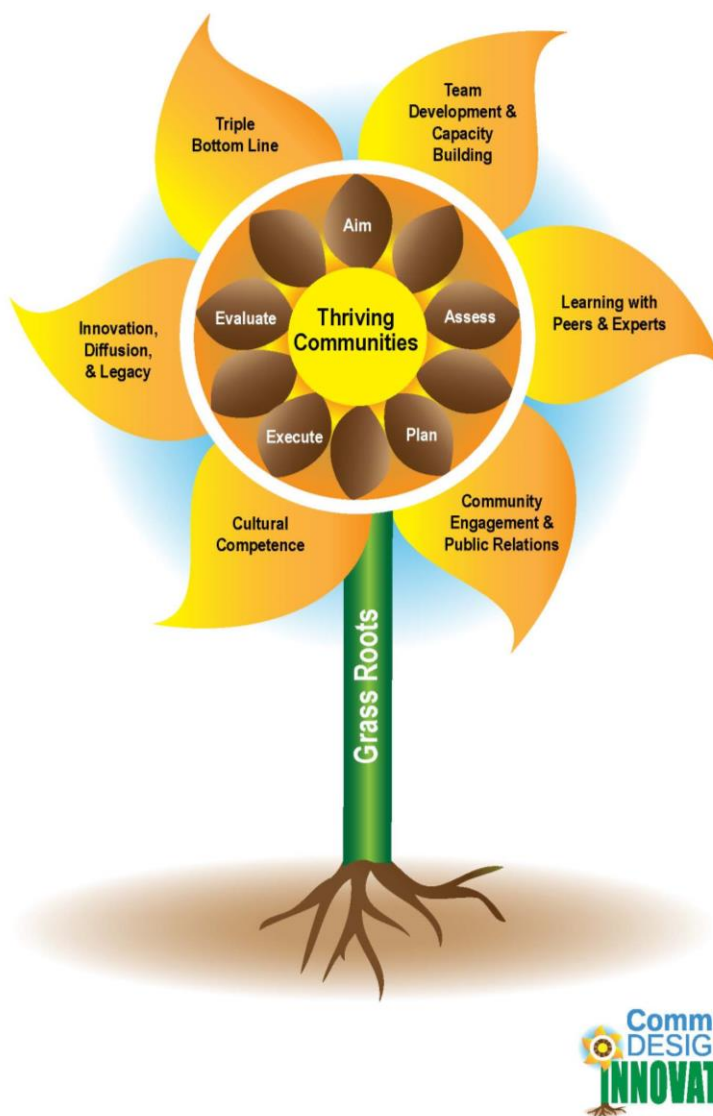 Team
Development &
Capacity
Building
Triple
Bottom Line
Aim
Learning with
Peers & Experts
Evaluate
Thriving
Communities
Assess
Innovation,
Diffusion,
& Legacy
Execute
Plan
Community
Engagement &
Public Relations
Cultural
Competence
Grass Roots
Comm
DESIG
INNOVAT